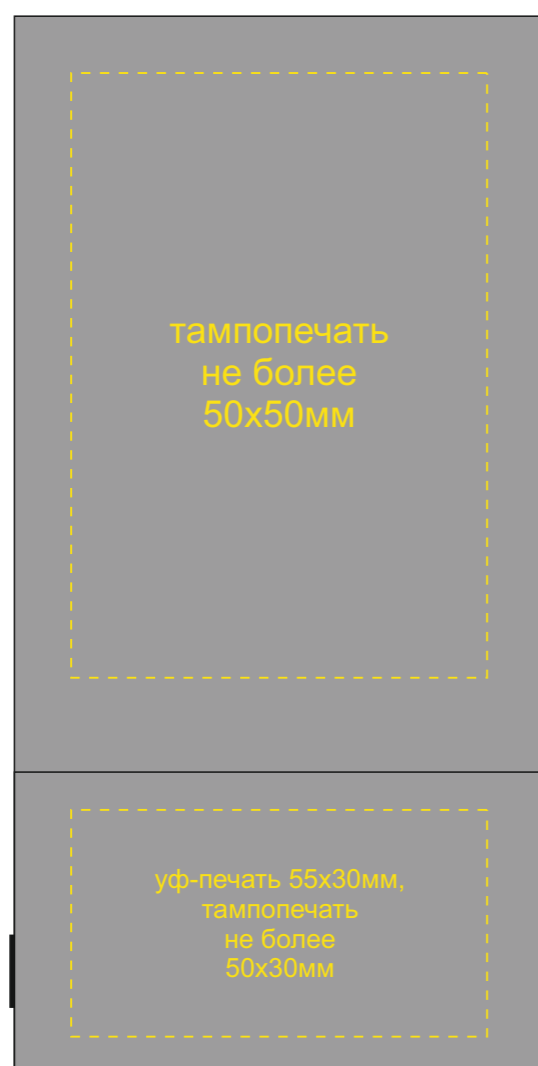 тампопечать
не более
50х50мм
уф-печать 55х30мм,
тампопечать
не более
50х30мм